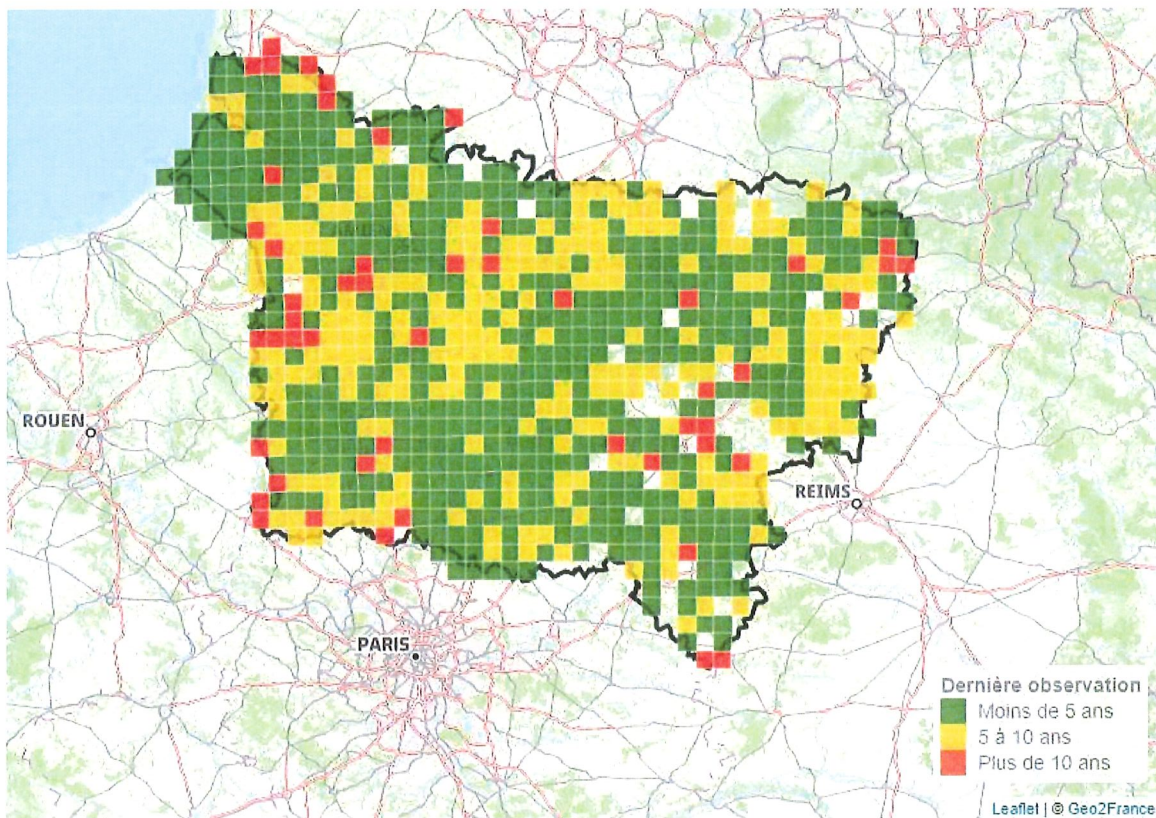 ROUEN
REIMS
PARIS
Dernière observation
Moins de 5 ans
5 à 10 ans
Plus de 10 ans
Leaflet | © Geo2France